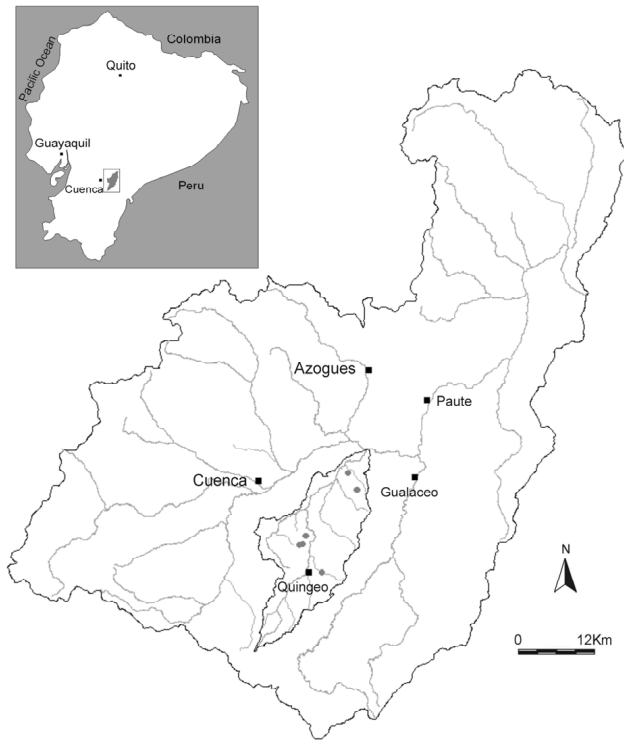 Colombia
Pacific Ocean
Quito
Guayaquil
Cuenca
Peru
Azogues
Paute
Cuenca
Gualaceo
Quingeo
N
0 12Km